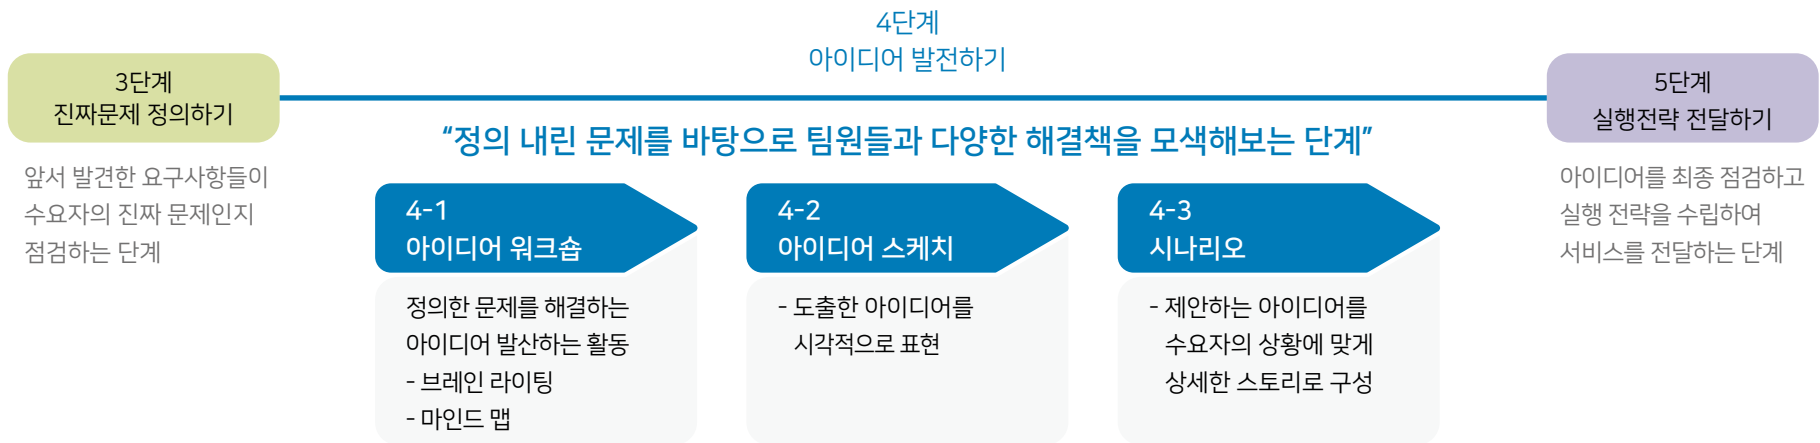 4단계
아이디어 발전하기
3단계
진짜문제 정의하기
앞서 발견한 요구사항들이
수요자의 진짜 문제인지
점검하는 단계
“정의 내린 문제를 바탕으로 팀원들과 다양한 해결책을 모색해보는 단계”
4-1
아이디어 워크숍
정의한 문제를 해결하는
아이디어 발산하는 활동
- 브레인 라이팅
- 마인드 맵
4-2
아이디어 스케치
- 도출한 아이디어를
시각적으로 표현
4-3
시나리오
- 제안하는 아이디어를
수요자의 상황에 맞게
상세한 스토리로 구성
5단계
실행전략 전달하기
아이디어를 최종 점검하고
실행 전략을 수립하여
서비스를 전달하는 단계